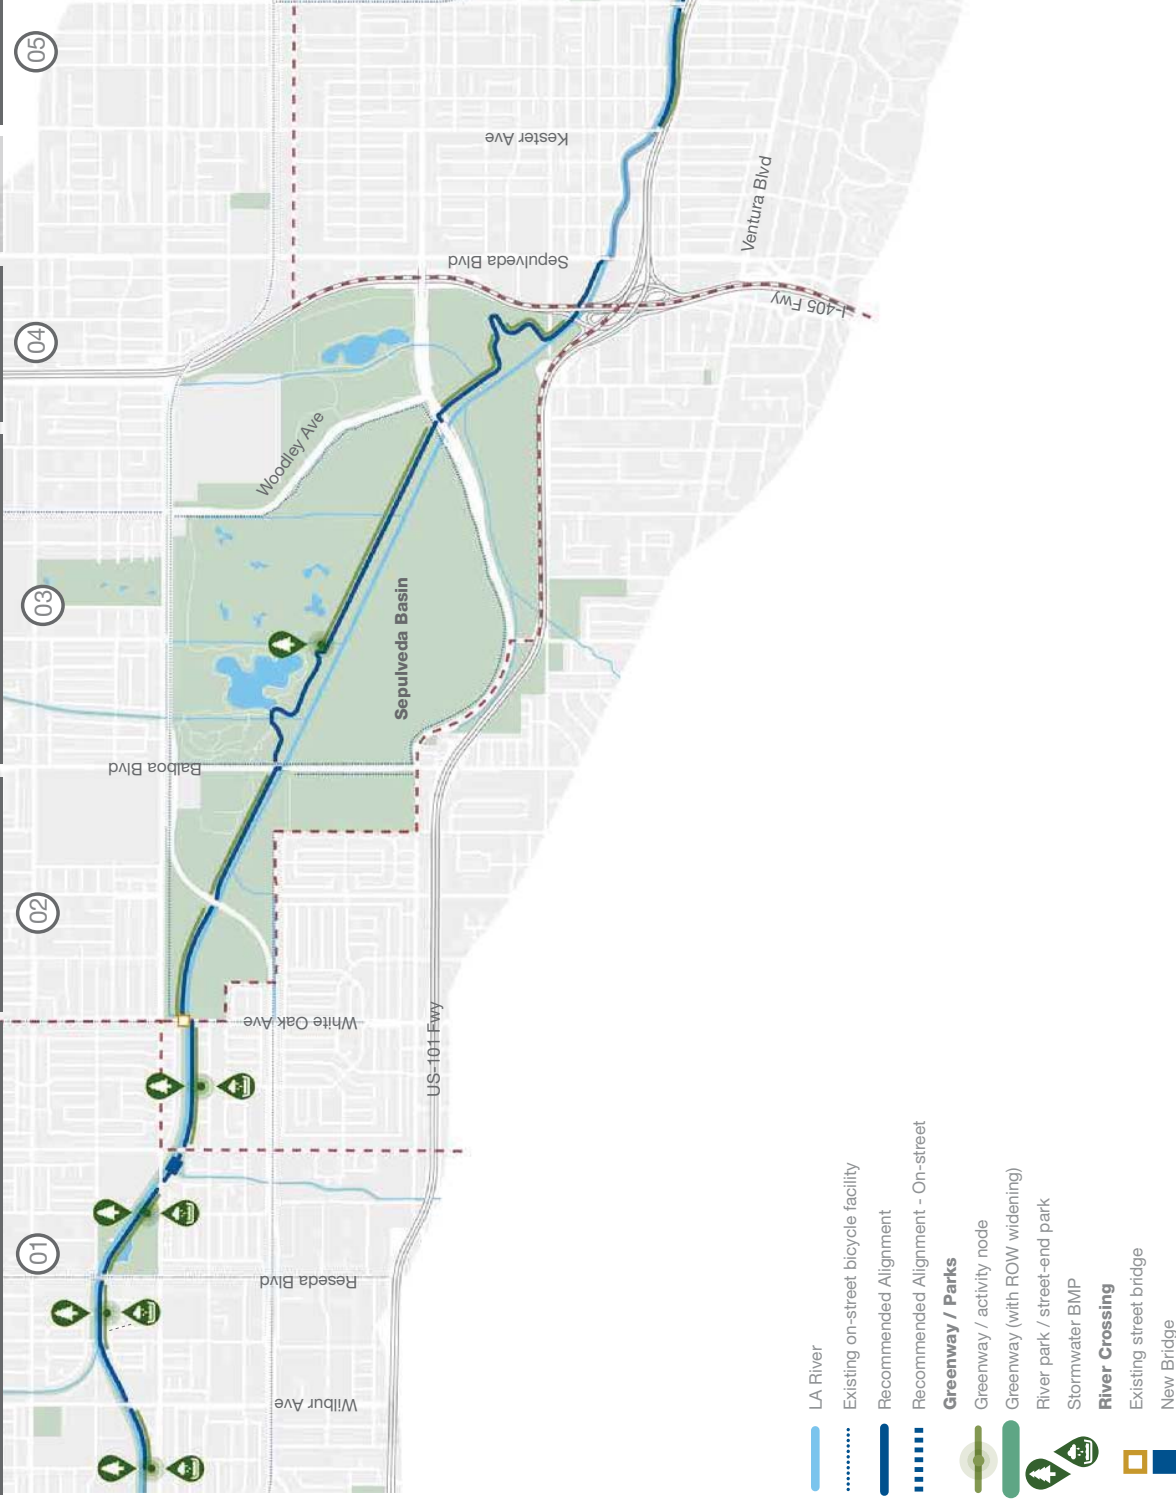 01
02
03
04
05
Wilbur Ave
Reseda Blvd
White Oak Ave
US-101 Fwy
Balboa Blvd
Sepulveda Basin
Woodley Ave
Sepulveda Blvd
Kester Ave
Ventura Blvd
I-405 Fwy
LA River
Existing on-street bicycle facility
Recommended Alignment
Recommended Alignment - On-street
Greenway / Parks
Greenway / activity node
Greenway (with ROW widening)
River park / street-end park
Stormwater BMP
River Crossing
Existing street bridge
New Bridge